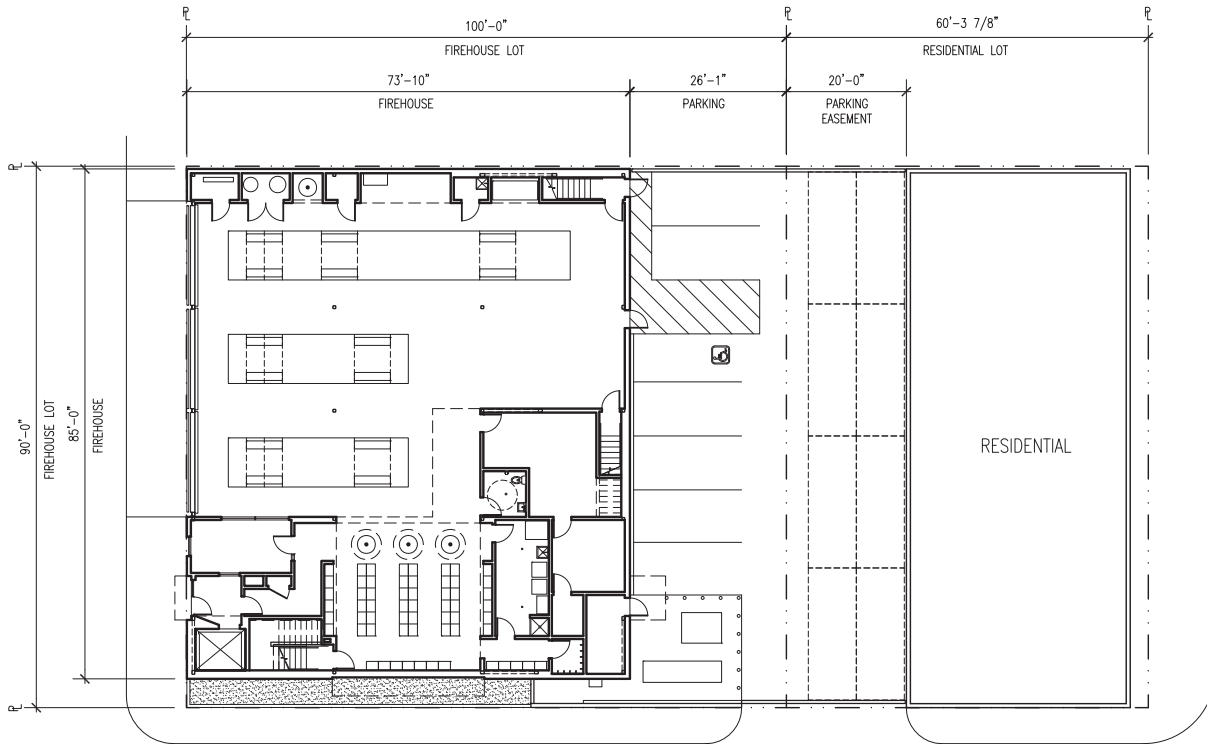 ℄
℄
℄
100'-0"
60'-3 7/8"
FIREHOUSE LOT
RESIDENTIAL LOT
73'-10"
26'-1"
20'-0"
FIREHOUSE
PARKING
PARKING
EASEMENT
℄
90'-0"
FIREHOUSE LOT
85'-0"
FIREHOUSE
RESIDENTIAL
℄